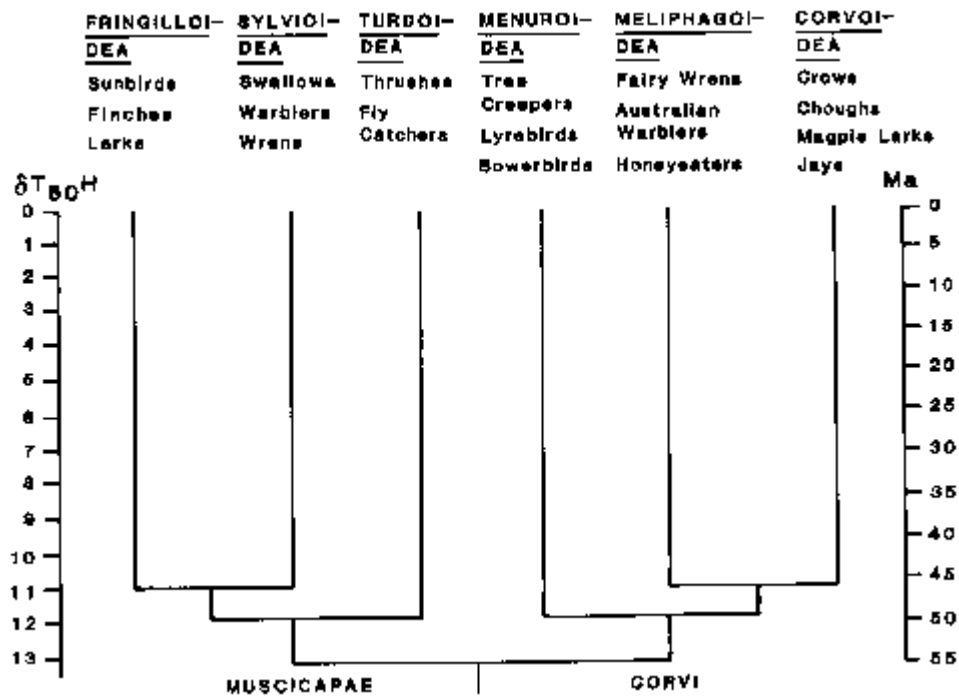 FRINGILLOI-
DEA
Sunbirds
Finches
Larks
SYLVIOI-
DEA
Swallows
Warblers
Wrens
TURDOI-
DEA
Thrushes
Fly
Catchers
MENUROI-
DEA
Tree
Creepers
Lyrebirds
Bowerbirds
MELIPHAGOI-
DEA
Fairy Wrens
Australian
Warblers
Honeyeaters
CORVOI-
DEA
Crows
Choughs
Magpie Larks
Jays
δT50H
0
1
2
3
4
5
6
7
8
9
10
11
12
13
Ma
0
5
10
15
20
25
30
35
40
45
50
55
MUSCICAPAE
CORVI